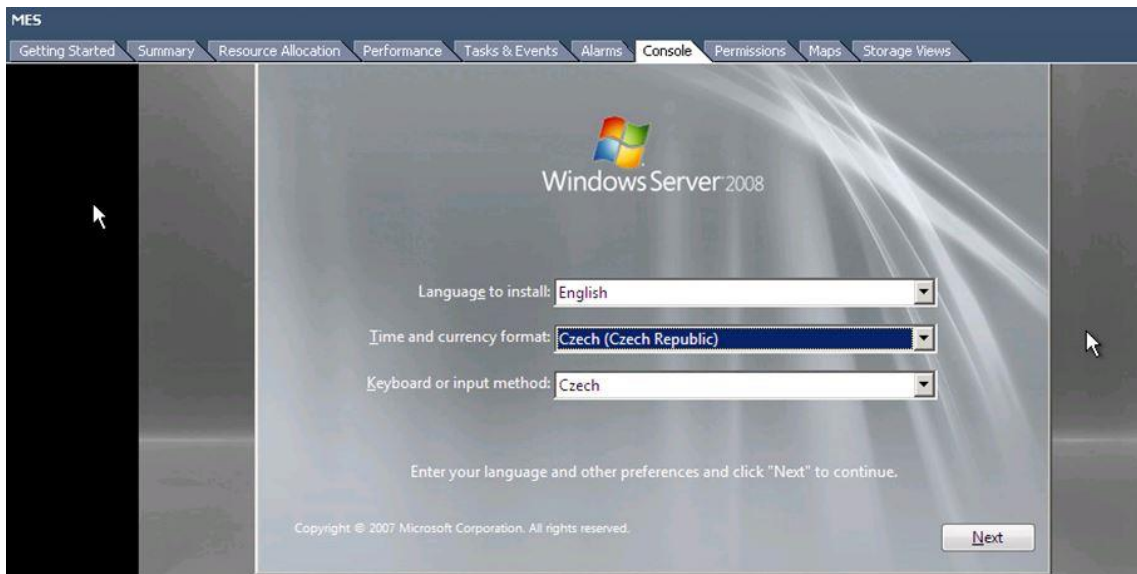 MES
Getting Started Summary Resource Allocation Performance Tasks & Events Alarms Console Permissions Maps Storage Views
Windows Server 2008
Language to install: English
Time and currency format: Czech (Czech Republic)
Keyboard or input method: Czech
Enter your language and other preferences and click "Next" to continue.
Copyright © 2007 Microsoft Corporation. All rights reserved.
Next